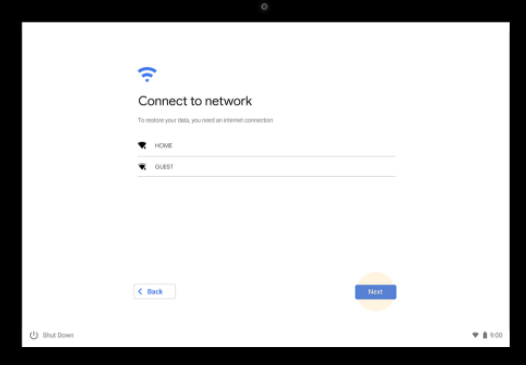 Connect to network
To restore your data, you need an internet connection
HOME
GUEST
Back
Next
Shut Down
9:00